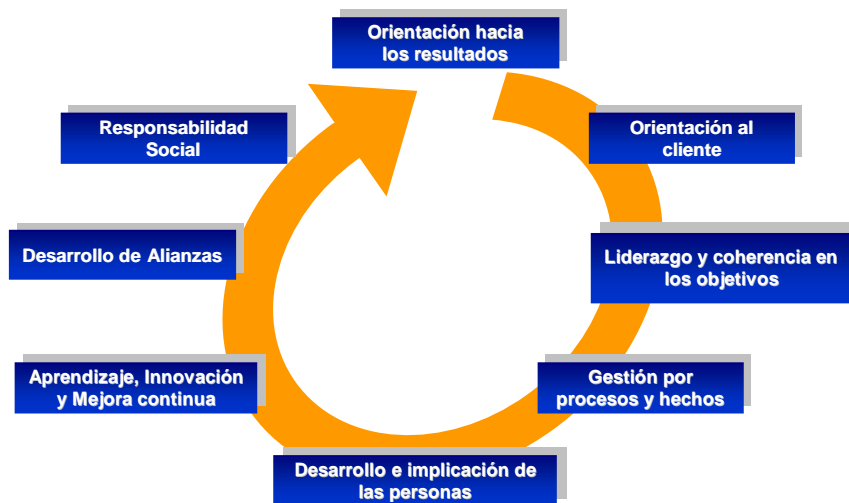 Orientación hacia
los resultados
Orientación al
cliente
Liderazgo y coherencia en
los objetivos
Gestión por
procesos y hechos
Desarrollo e implicación de
las personas
Aprendizaje, Innovación
y Mejora continua
Desarrollo de Alianzas
Responsabilidad
Social